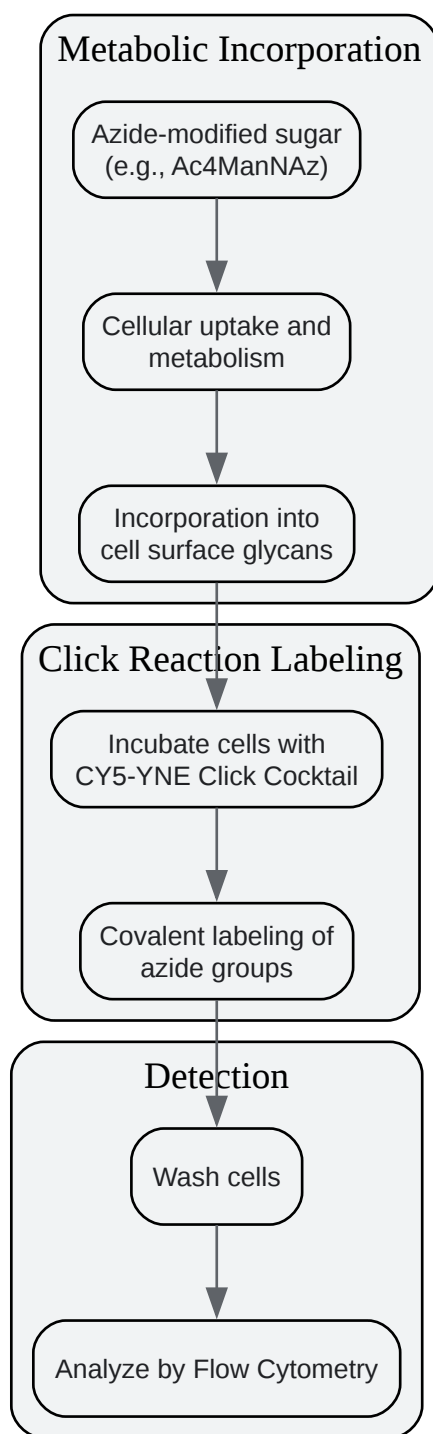 Metabolic Incorporation
Azide-modified sugar
(e.g., Ac4ManNAz)
Cellular uptake and
metabolism
Incorporation into
cell surface glycans
Click Reaction Labeling
Incubate cells with
CY5-YNE Click Cocktail
Covalent labeling of
azide groups
Detection
Wash cells
Analyze by Flow Cytometry